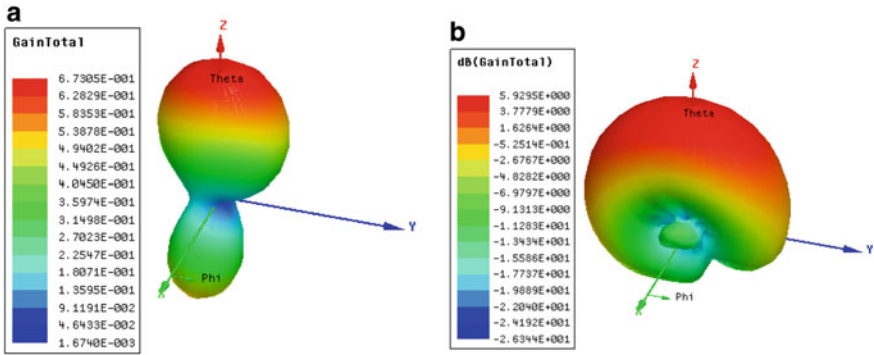 a
GainTotal
6.7305E-001
6.2829E-001
5.8353E-001
5.3878E-001
4.9402E-001
4.4926E-001
4.0450E-001
3.5974E-001
3.1498E-001
2.7023E-001
2.2547E-001
1.8071E-001
1.3595E-001
9.1191E-002
4.6433E-002
1.6740E-003
Z
Theta
Y
Phi
X
b
dB(GainTotal)
5.9295E+000
3.7779E+000
1.6264E+000
-5.2514E-001
-2.6767E+000
-4.8282E+000
-6.9797E+000
-9.1313E+000
-1.1283E+001
-1.3434E+001
-1.5586E+001
-1.7737E+001
-1.9889E+001
-2.2040E+001
-2.4192E+001
-2.6344E+001
Z
Theta
Y
Phi
X